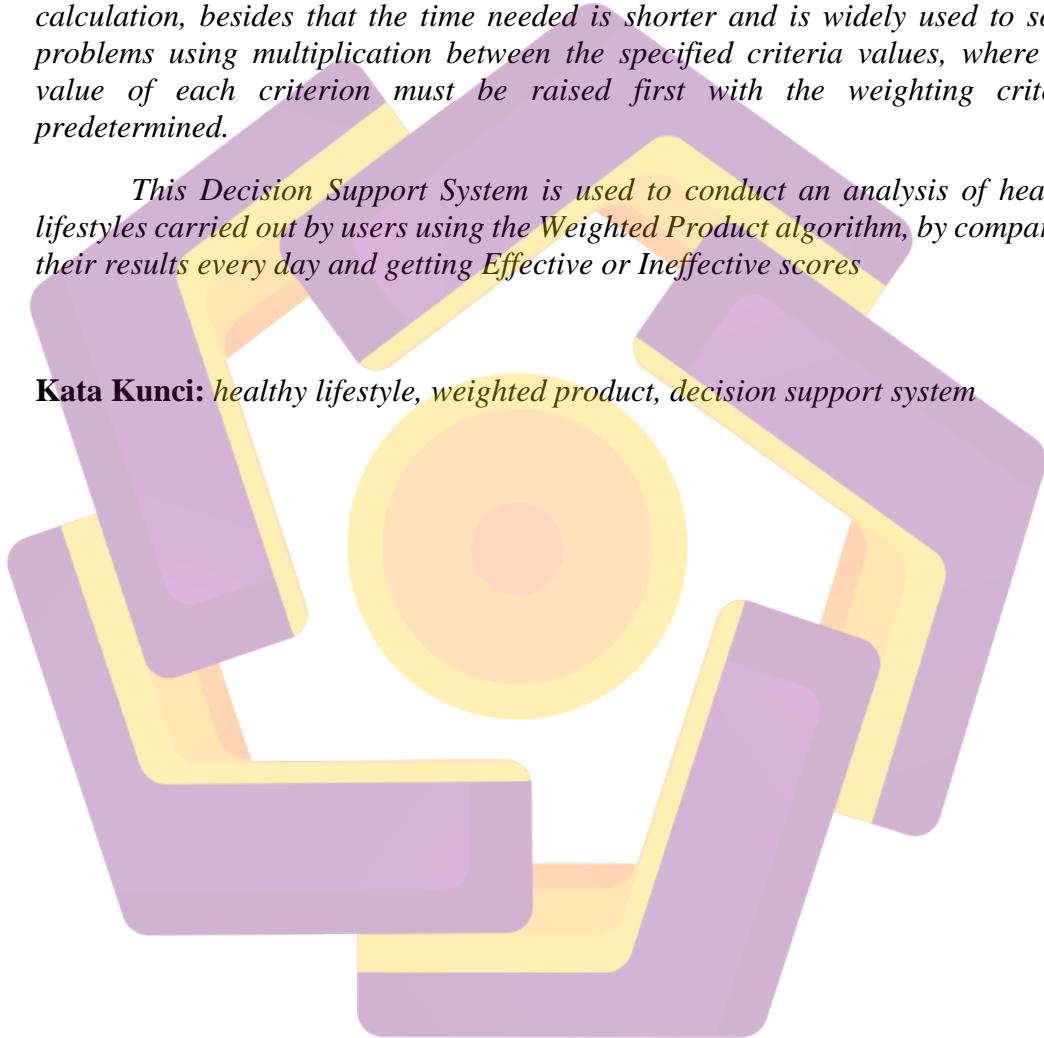 calculation, besides that the time needed is shorter and is widely used to so
problems using multiplication between the specified criteria values, where
value of each criterion must be raised first with the weighting crite
predetermined.
This Decision Support System is used to conduct an analysis of hea
lifestyles carried out by users using the Weighted Product algorithm, by compar
their results every day and getting Effective or Ineffective scores
Kata Kunci: healthy lifestyle, weighted product, decision support system